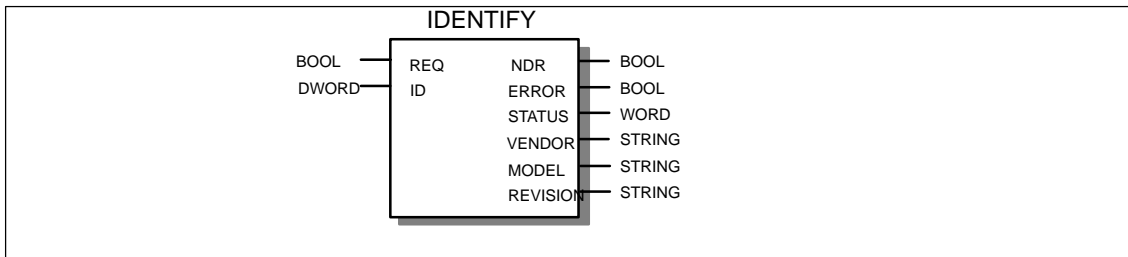 IDENTIFY
BOOL REQ NDR BOOL
DWORD ID ERROR BOOL
STATUS WORD
VENDOR STRING
MODEL STRING
REVISION STRING